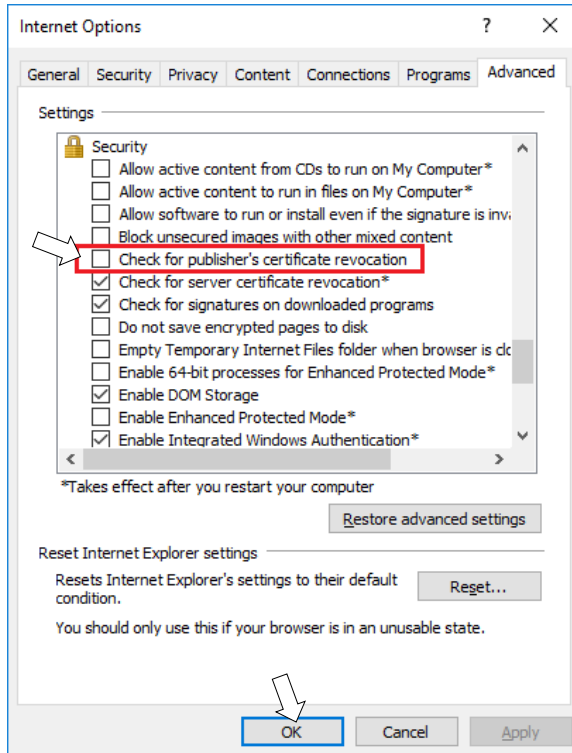 Internet Options ? ×
General Security Privacy Content Connections Programs Advanced
Settings
Security
Allow active content from CDs to run on My Computer*
Allow active content to run in files on My Computer*
Allow software to run or install even if the signature is
Block unsecured images with other mixed content
Check for publisher's certificate revocation
Check for server certificate revocation*
Check for signatures on downloaded programs
Do not save encrypted pages to disk
Empty Temporary Internet Files folder when browser is
Enable 64-bit processes for Enhanced Protected Mode*
Enable DOM Storage
Enable Enhanced Protected Mode*
Enable Integrated Windows Authentication*
*Takes effect after you restart your computer
Restore advanced settings
Reset Internet Explorer settings
Resets Internet Explorer's settings to their default
condition.
Reset...
You should only use this if your browser is in an unusable state.
OK Cancel Apply